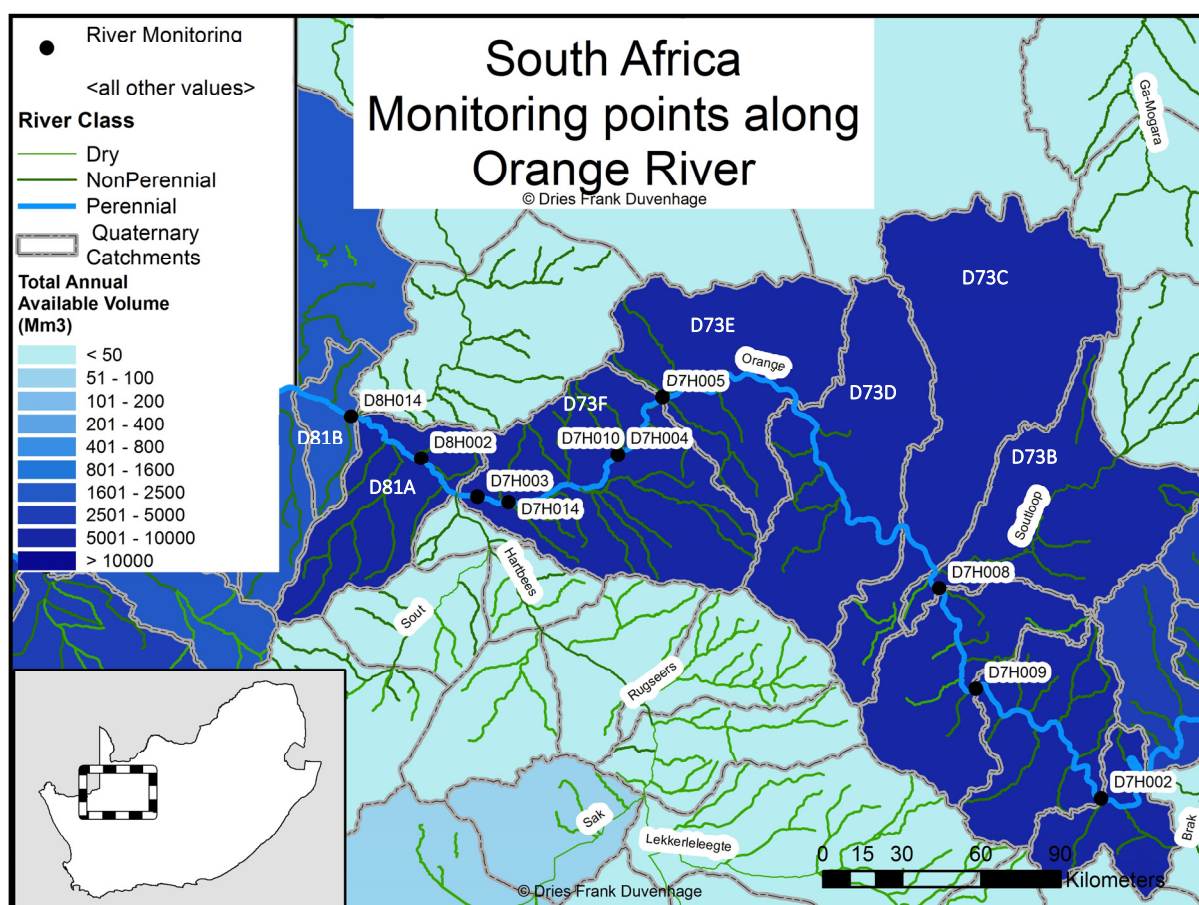 River Monitoring
<all other values>
River Class
Dry
NonPerennial
Perennial
Quaternary
Catchments
Total Annual
Available Volume
(Mm3)
< 50
51 - 100
101 - 200
201 - 400
401 - 800
801 - 1600
1601 - 2500
2501 - 5000
5001 - 10000
> 10000
South Africa
Monitoring points along
Orange River
© Dries Frank Duvenhage
Ga-Mogara
D73C
D73E
Orange
D7H005
D73D
D8H014
D73F
D81B
D7H010
D7H004
D8H002
D73B
D81A
D7H003
D7H014
Soutloop
Hartbees
D7H008
Sout
Rugseers
D7H009
D7H002
Sak
Lekkerleleegte
Brak
0 15 30 60 90
Kilometers
© Dries Frank Duvenhage